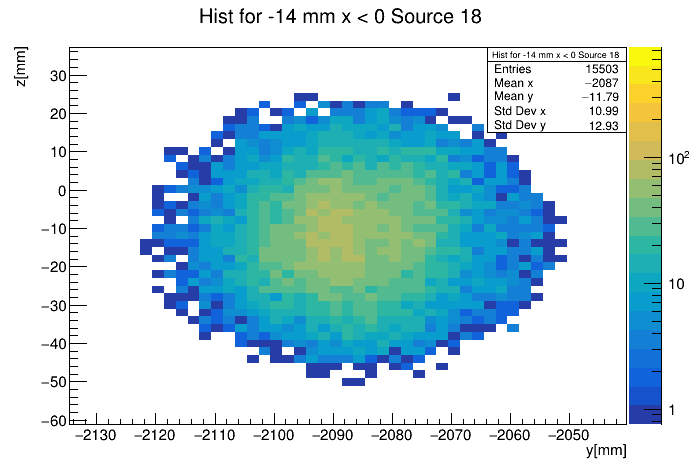 Hist for -14 mm x < 0 Source 18
z[mm]
Hist for -14 mm x < 0 Source 18
Entries 15503
Mean x −2087
Mean y −11.79
Std Dev x 10.99
Std Dev y 12.93
30
20
10
0
−10
−20
−30
−40
−50
−60
10²
10
1
−2130 −2120 −2110 −2100 −2090 −2080 −2070 −2060 −2050
y[mm]